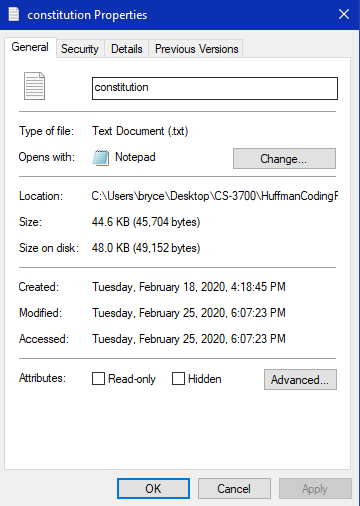 constitution Properties
General Security Details Previous Versions
constitution
Type of file: Text Document (.txt)
Opens with: Notepad Change...
Location: C:\Users\bryce\Desktop\CS-3700\HuffmanCodingF
Size: 44.6 KB (45,704 bytes)
Size on disk: 48.0 KB (49,152 bytes)
Created: Tuesday, February 18, 2020, 4:18:45 PM
Modified: Tuesday, February 25, 2020, 6:07:23 PM
Accessed: Tuesday, February 25, 2020, 6:07:23 PM
Attributes: Read-only Hidden Advanced...
OK Cancel Apply